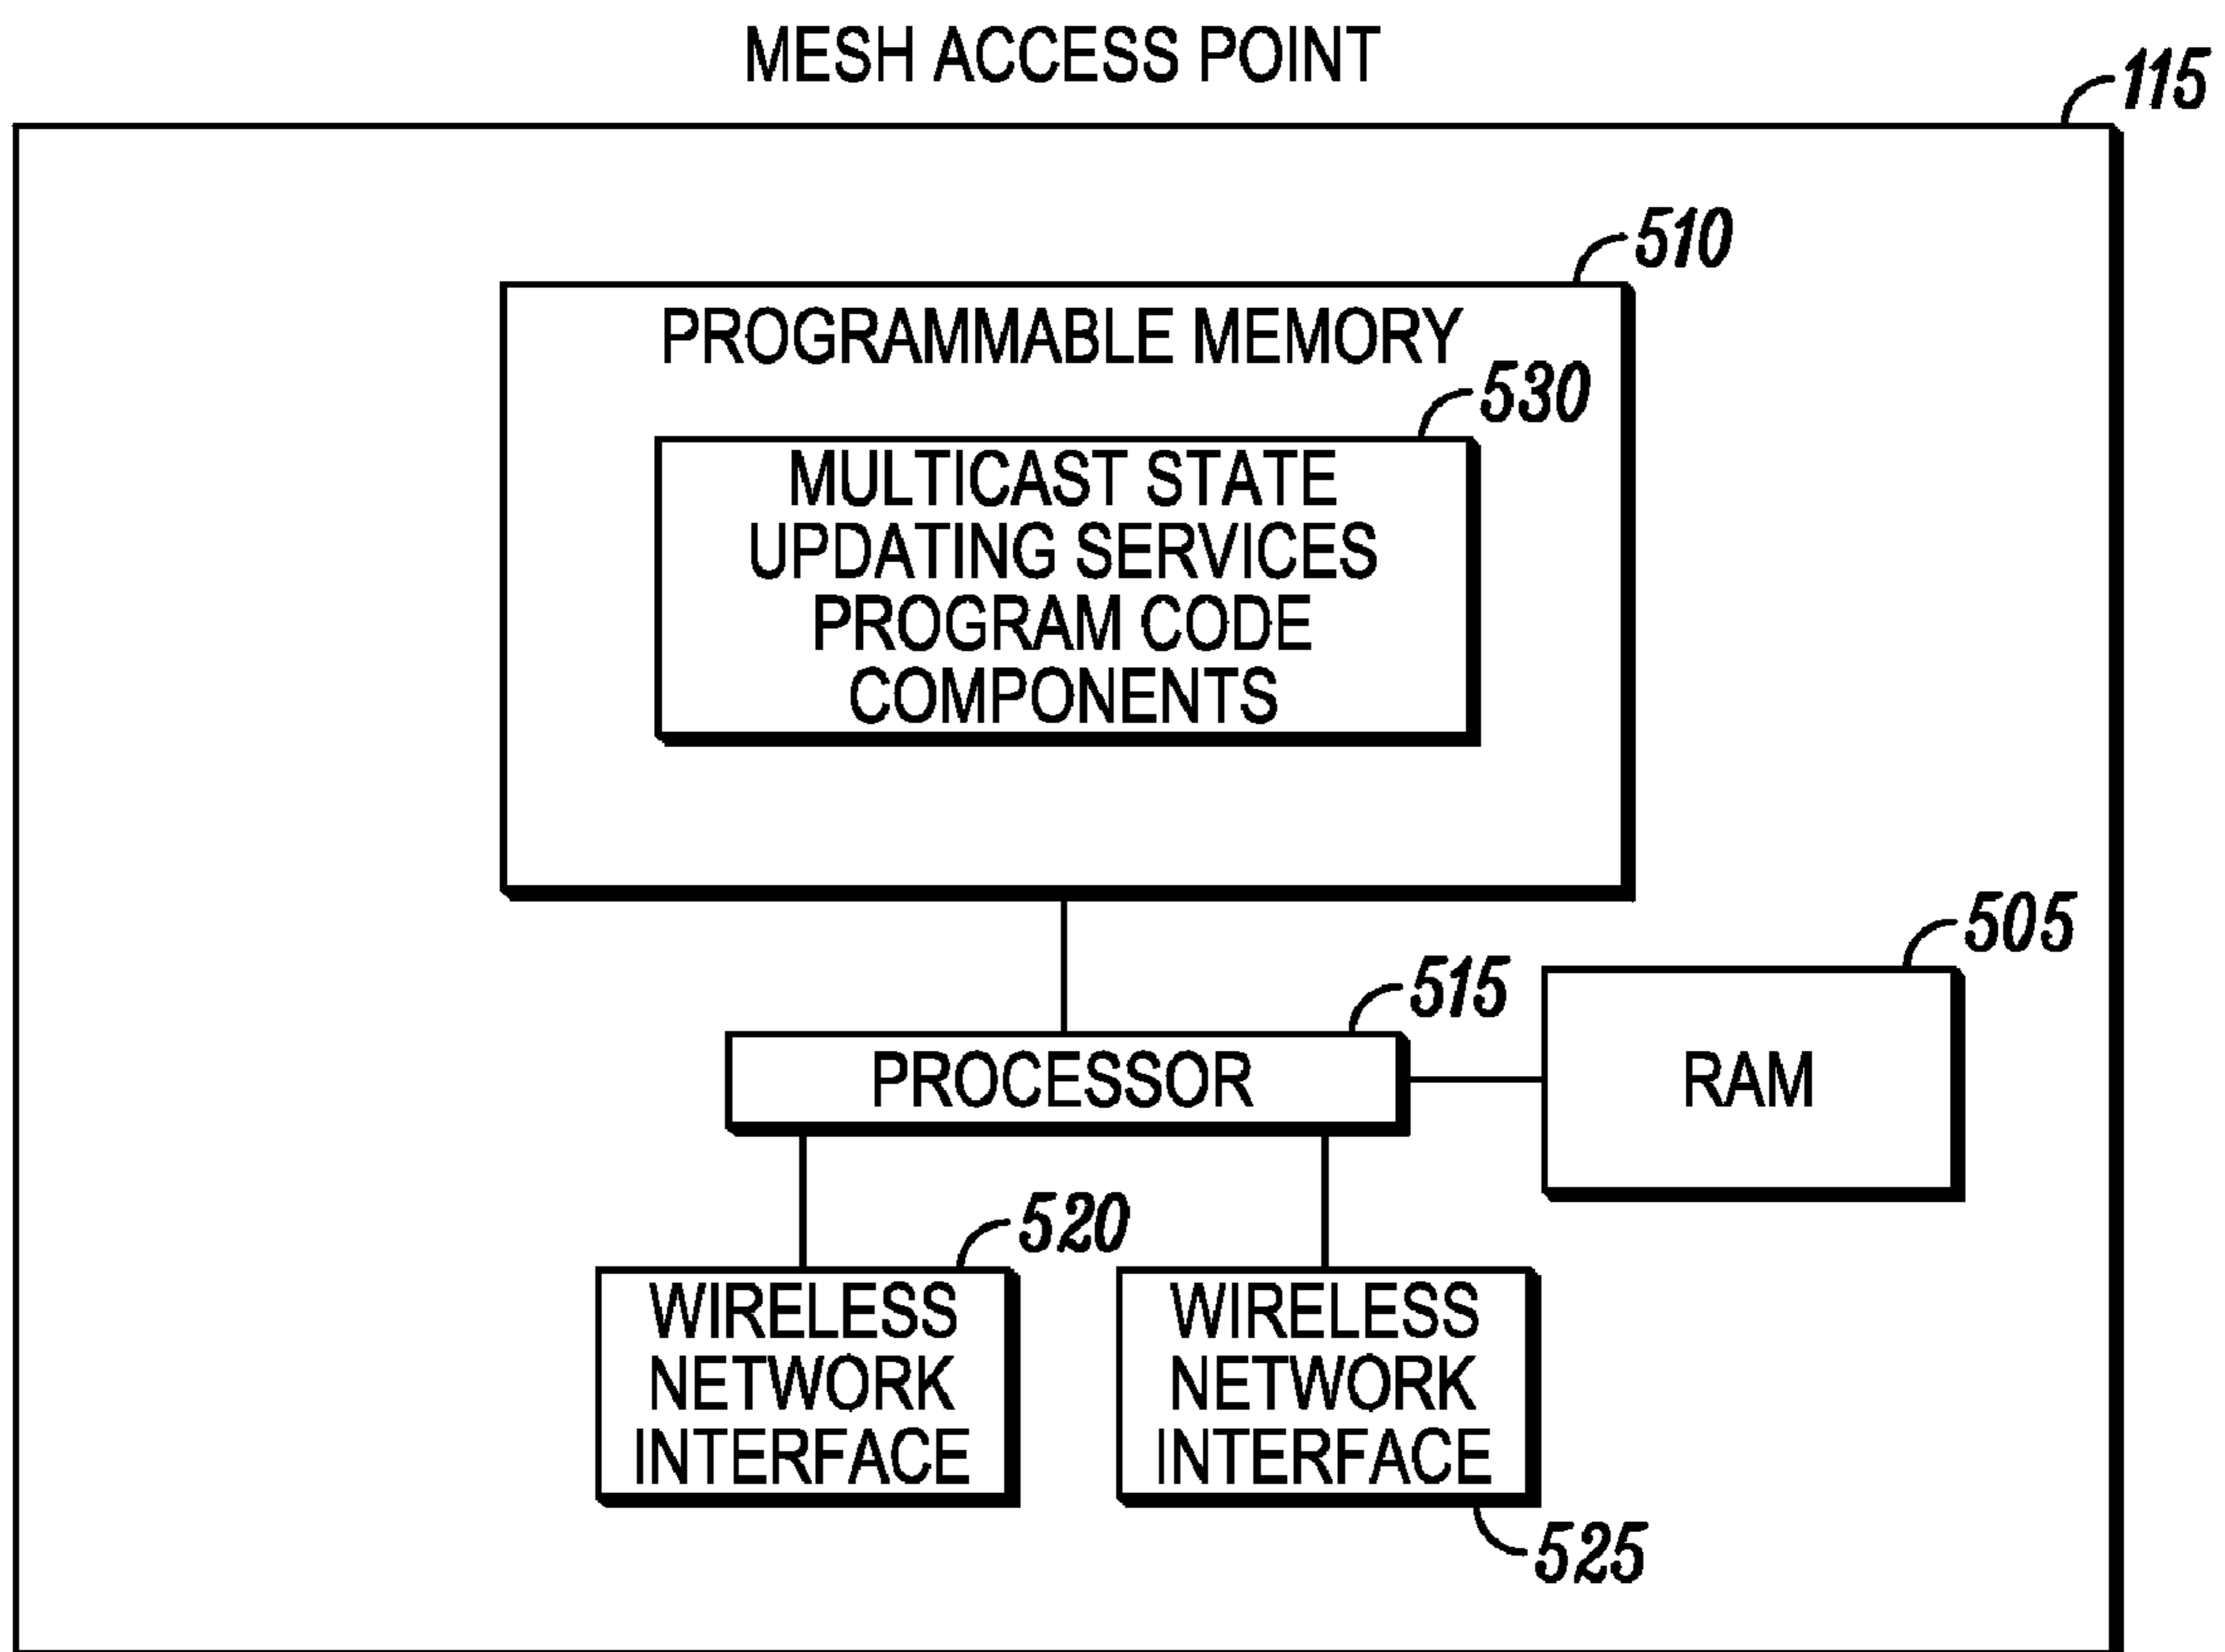 MESH ACCESS POINT
115
510
PROGRAMMABLE MEMORY
530
MULTICAST STATE
UPDATING SERVICES
PROGRAM CODE
COMPONENTS
505
515
PROCESSOR
RAM
520
WIRELESS
NETWORK
INTERFACE
WIRELESS
NETWORK
INTERFACE
525